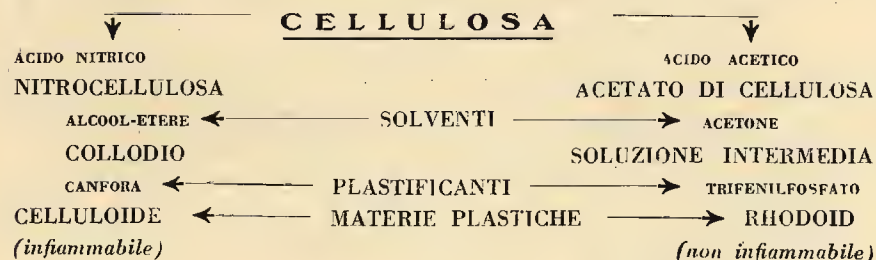 CELLULOSA
ACIDO NITRICO ACIDO ACETICO
NITROCELLULOSA ACETATO DI CELLULOSA
ALCOOL-ETERE SOLVENTI ACETONE
COLLODIO SOLUZIONE INTERMEDIA
CANFORA PLASTIFICANTI TRIFENILFOSFATO
CELLULOIDE MATERIE PLASTICHE RHODOID
(infiammabile) (non infiammabile)